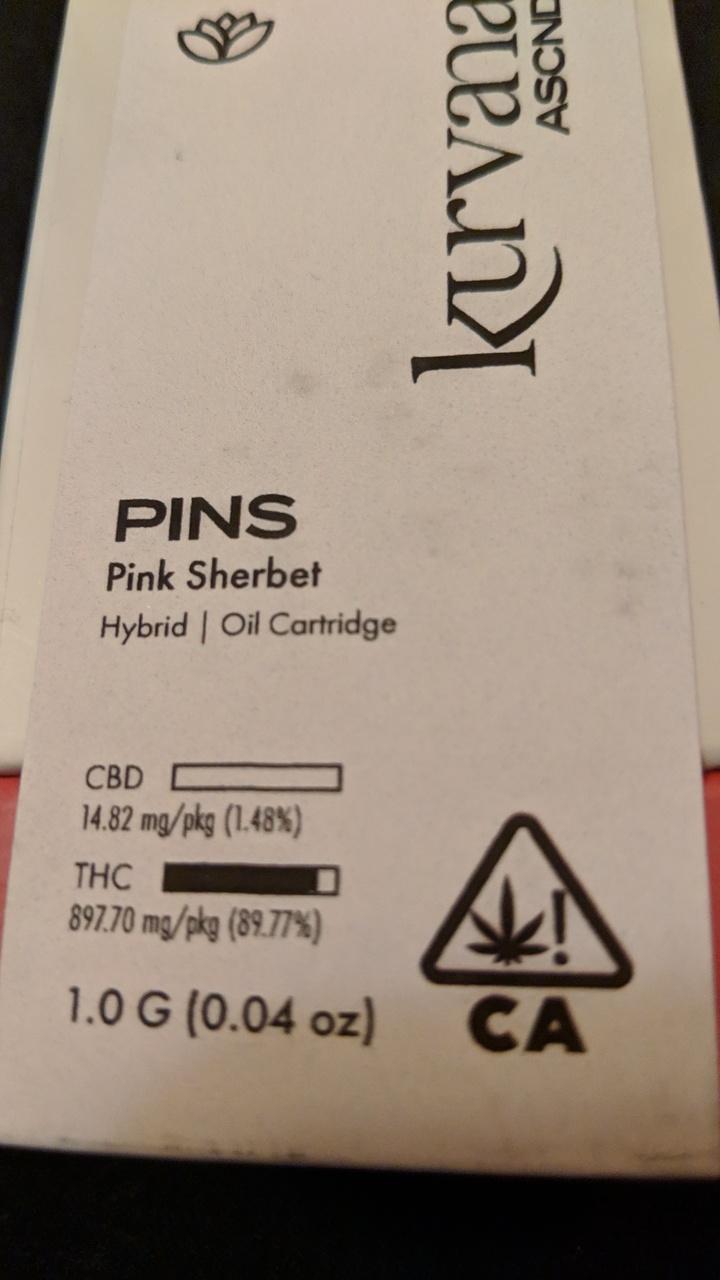 kurvana
ASCND
PINS
Pink Sherbet
Hybrid | Oil Cartridge
CBD
14.82 mg/pkg (1.48%)
THC
897.70 mg/pkg (89.77%)
1.0 G (0.04 oz)
!
CA